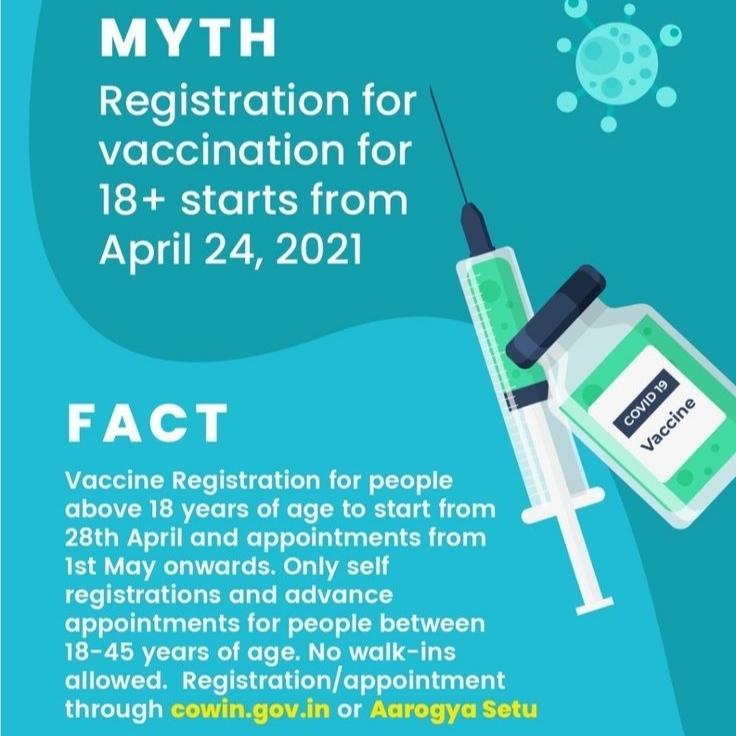 MYTH
Registration for
vaccination for
18+ starts from
April 24, 2021
COVID 19
Vaccine
FACT
Vaccine Registration for people
above 18 years of age to start from
28th April and appointments from
1st May onwards. Only self
registrations and advance
appointments for people between
18-45 years of age. No walk-ins
allowed. Registration/appointment
through cowin.gov.in or Aarogya Setu